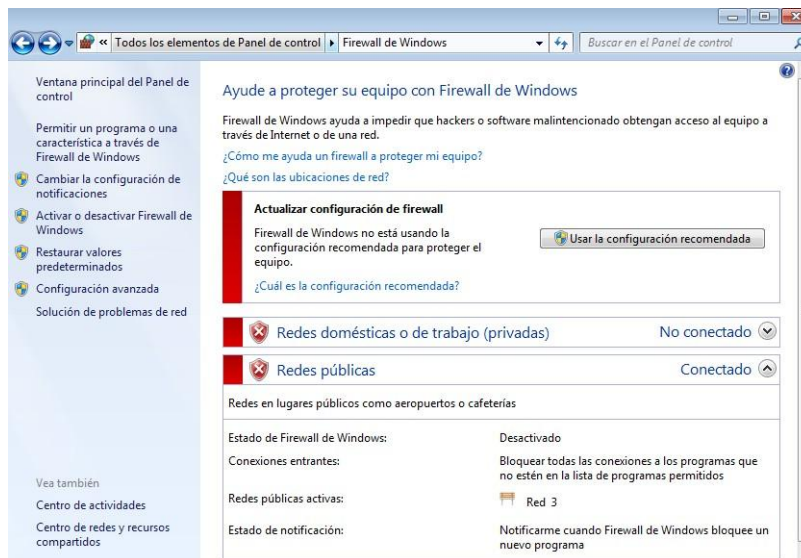 « Todos los elementos de Panel de control ▸ Firewall de Windows
Buscar en el Panel de control
Ventana principal del Panel de
control
Permitir un programa o una
característica a través de
Firewall de Windows
Cambiar la configuración de
notificaciones
Activar o desactivar Firewall de
Windows
Restaurar valores
predeterminados
Configuración avanzada
Solución de problemas de red
Vea también
Centro de actividades
Centro de redes y recursos
compartidos
Ayude a proteger su equipo con Firewall de Windows
Firewall de Windows ayuda a impedir que hackers o software malintencionado obtengan acceso al equipo a
través de Internet o de una red.
¿Cómo me ayuda un firewall a proteger mi equipo?
¿Qué son las ubicaciones de red?
Actualizar configuración de firewall
Firewall de Windows no está usando la
configuración recomendada para proteger el
equipo.
Usar la configuración recomendada
¿Cuál es la configuración recomendada?
Redes domésticas o de trabajo (privadas) No conectado
Redes públicas Conectado
Redes en lugares públicos como aeropuertos o cafeterías
Estado de Firewall de Windows: Desactivado
Conexiones entrantes: Bloquear todas las conexiones a los programas que
no estén en la lista de programas permitidos
Redes públicas activas: Red 3
Estado de notificación: Notificarme cuando Firewall de Windows bloquee un
nuevo programa